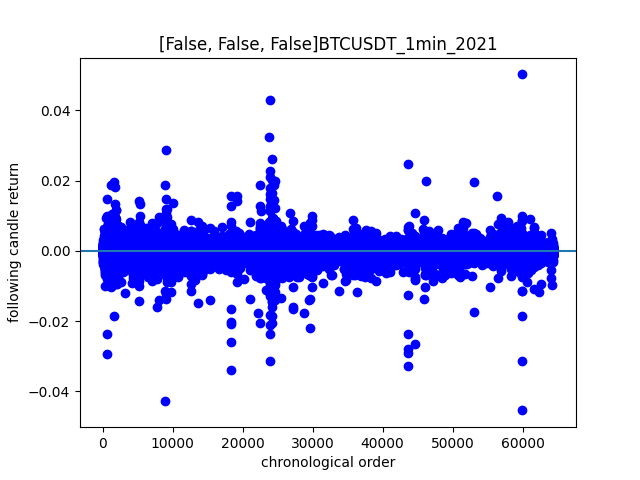 [False, False, False]BTCUSDT_1min_2021
following candle return
0.04
0.02
0.00
−0.02
−0.04
0 10000 20000 30000 40000 50000 60000
chronological order